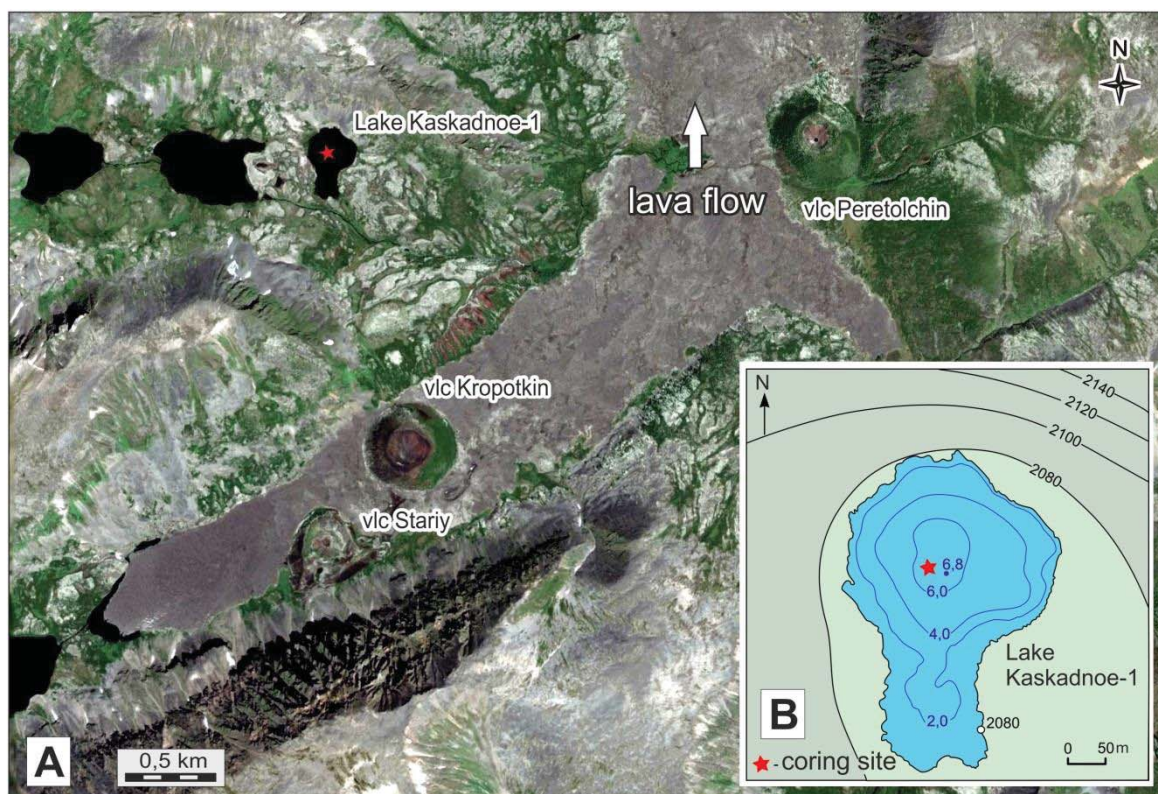 N
Lake Kaskadnoe-1
lava flow
vlc Peretolchin
vlc Kropotkin
vlc Stariy
A
0,5 km
N
2140
2120
2100
2080
6,8
6,0
4,0
Lake
Kaskadnoe-1
2,0
2080
B
- coring site
0 50 m